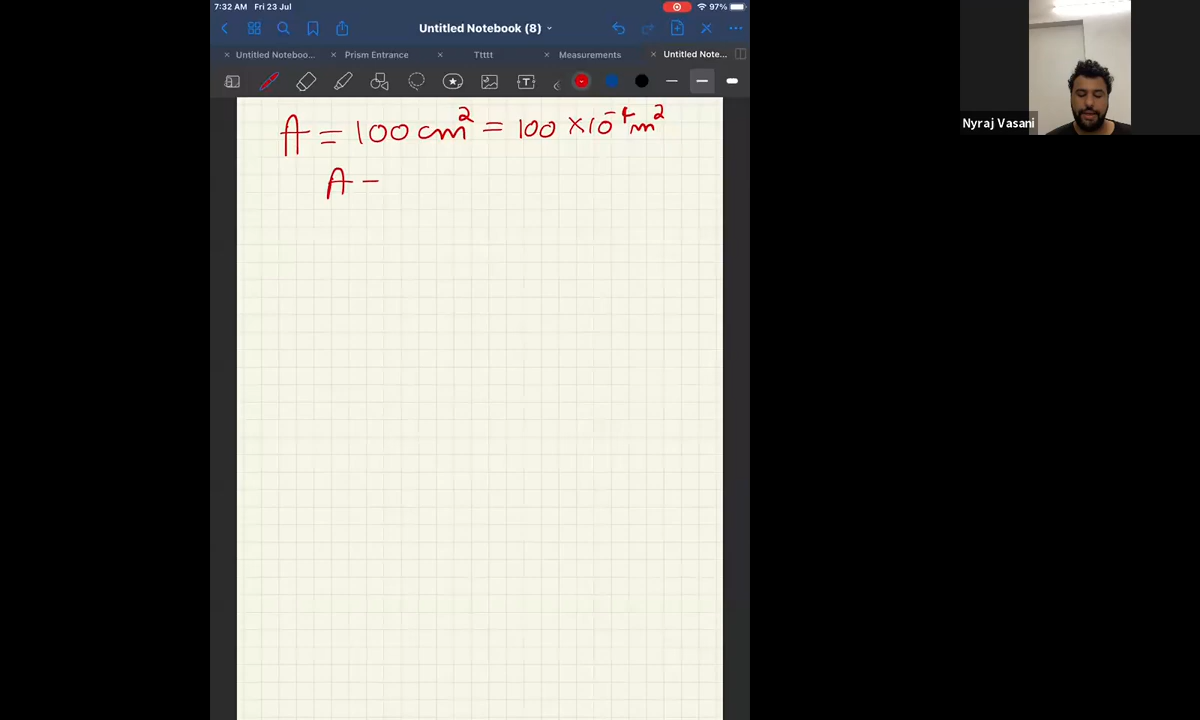 7:32 AM Fri 23 Jul 97%
Untitled Notebook (8)
Untitled Noteboo... Prism Entrance Ttttt Measurements Untitled Note...
T
A = 100 cm² = 100 ×10⁻⁴ m²
A –
Nyraj Vasani